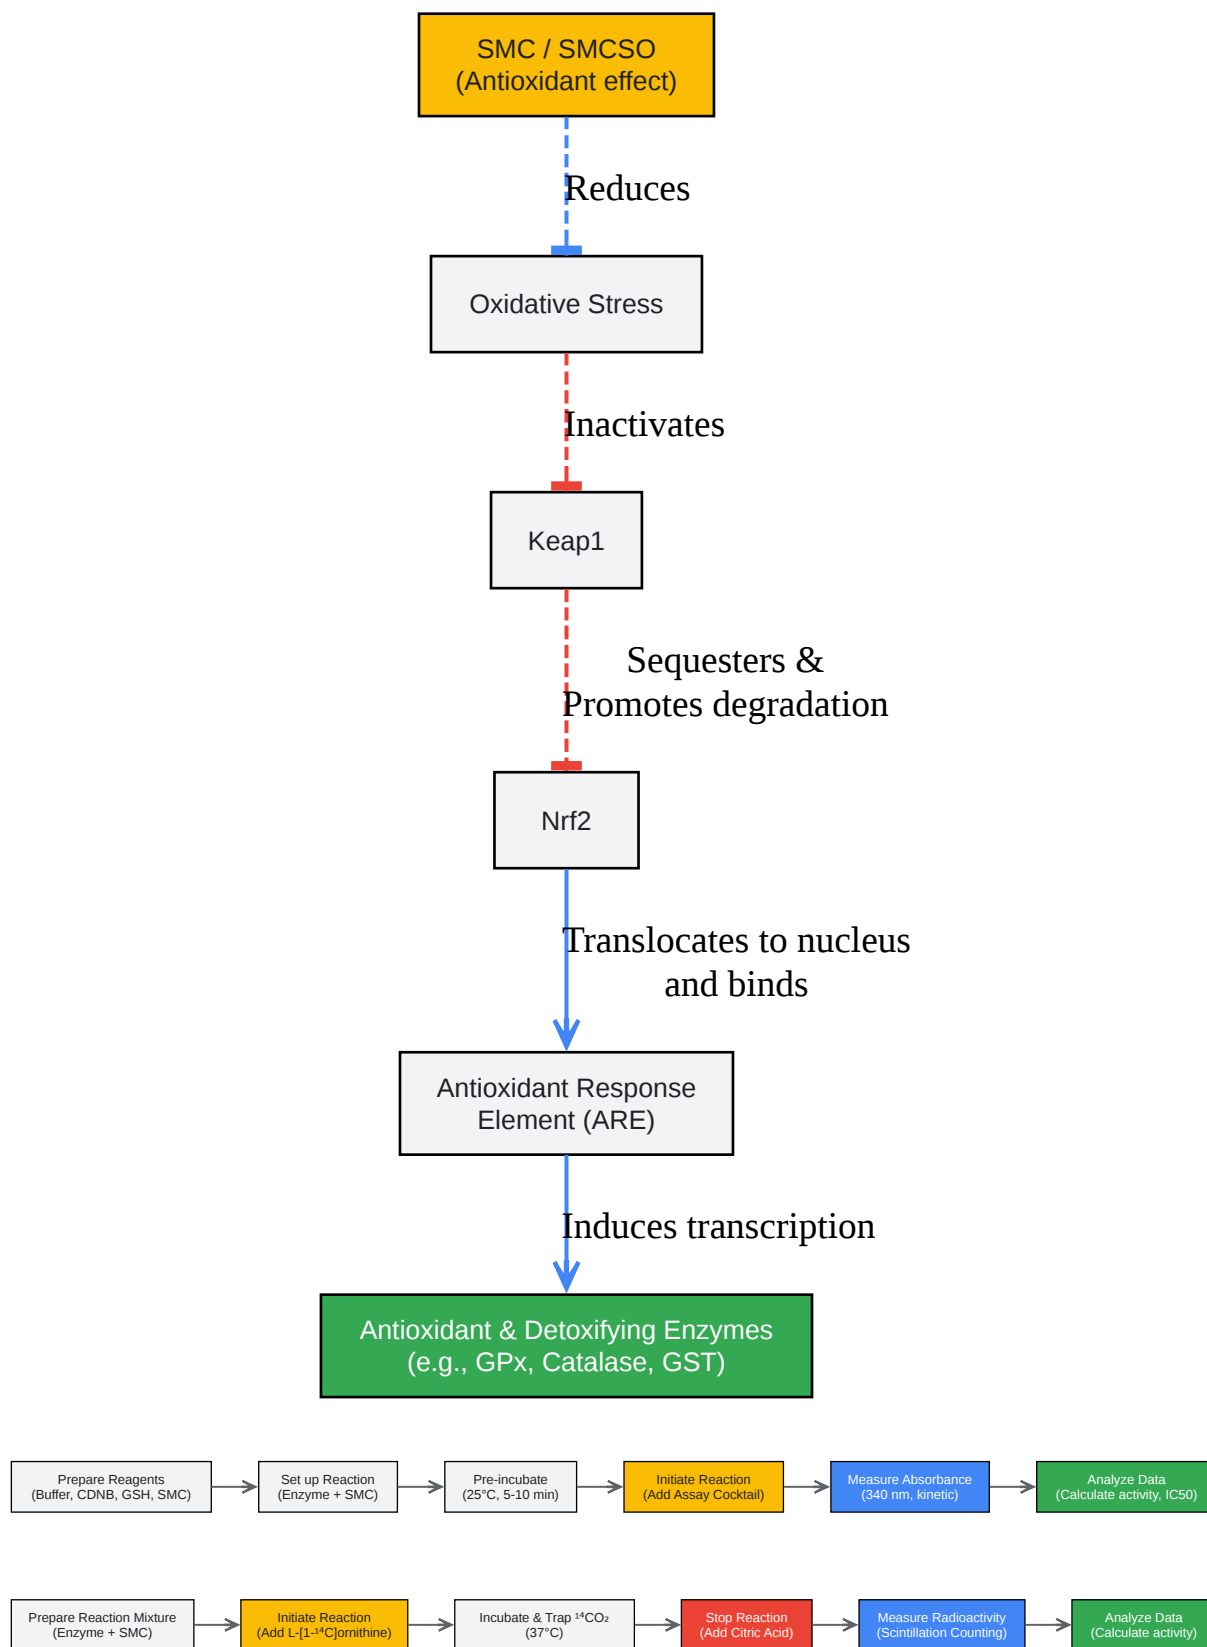 SMC / SMCSO
(Antioxidant effect)
Reduces
Oxidative Stress
Inactivates
Keap1
Sequesters &
Promotes degradation
Nrf2
Translocates to nucleus
and binds
Antioxidant Response
Element (ARE)
Induces transcription
Antioxidant & Detoxifying Enzymes
(e.g., GPx, Catalase, GST)
Prepare Reagents
(Buffer, CDNB, GSH, SMC)
Set up Reaction
(Enzyme + SMC)
Pre-incubate
(25°C, 5-10 min)
Initiate Reaction
(Add Assay Cocktail)
Measure Absorbance
(340 nm, kinetic)
Analyze Data
(Calculate activity, IC50)
Prepare Reaction Mixture
(Enzyme + SMC)
Initiate Reaction
(Add L-[1-¹⁴C]ornithine)
Incubate & Trap ¹⁴CO₂
(37°C)
Stop Reaction
(Add Citric Acid)
Measure Radioactivity
(Scintillation Counting)
Analyze Data
(Calculate activity)